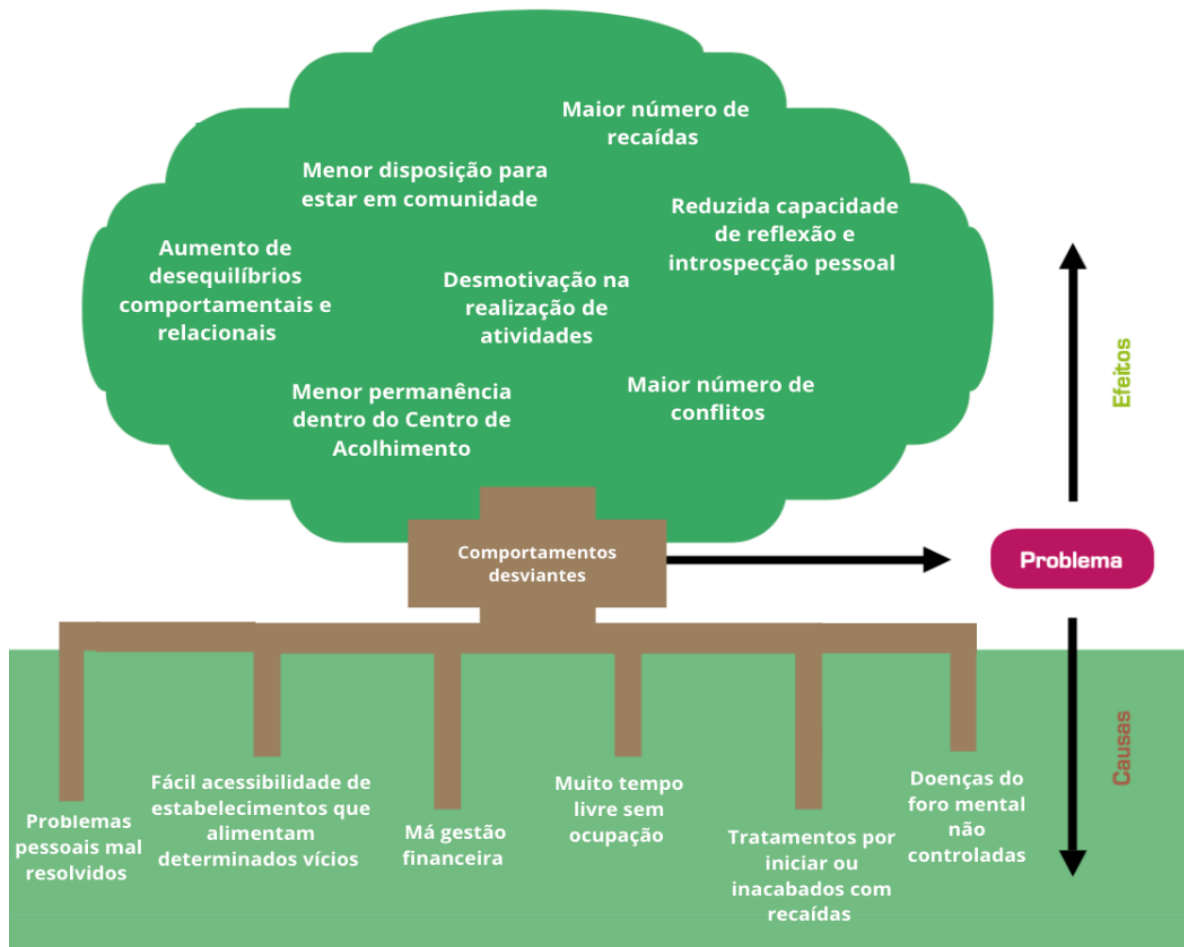 Maior número de
recaídas
Menor disposição para
estar em comunidade
Reduzida capacidade
de reflexão e
introspecção pessoal
Aumento de
desequilíbrios
comportamentais e
relacionais
Desmotivação na
realização de
atividades
Menor permanência
dentro do Centro de
Acolhimento
Maior número de
conflitos
Efeitos
Comportamentos
desviantes
Problema
Causas
Problemas
pessoais mal
resolvidos
Fácil acessibilidade de
estabelecimentos que
alimentam
determinados vícios
Má gestão
financeira
Muito tempo
livre sem
ocupação
Tratamentos por
iniciar ou
inacabados com
recaídas
Doenças do
foro mental
não
controladas